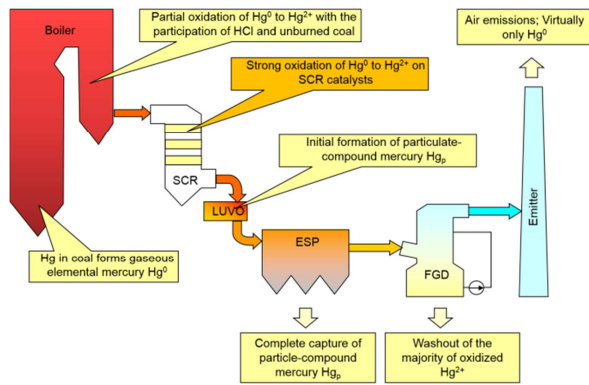 Boiler
Partial oxidation of Hg⁰ to Hg²⁺ with the
participation of HCl and unburned coal
Air emissions; Virtually
only Hg⁰
Strong oxidation of Hg⁰ to Hg²⁺ on
SCR catalysts
Initial formation of particulate-
compound mercury Hgₚ
SCR
LUVO
Emitter
ESP
Hg in coal forms gaseous
elemental mercury Hg⁰
FGD
Complete capture of
particle-compound
mercury Hgₚ
Washout of the
majority of oxidized
Hg²⁺